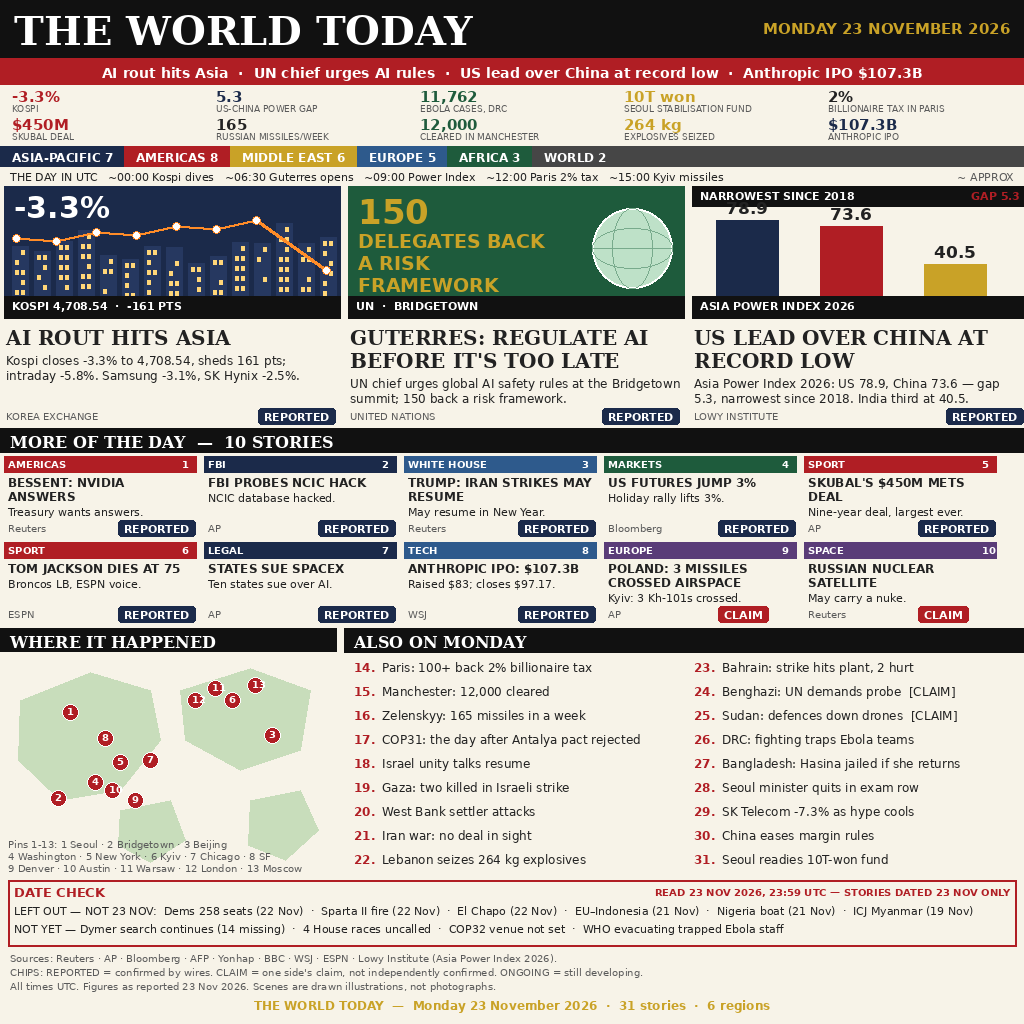 THE WORLD TODAY
MONDAY 23 NOVEMBER 2026
AI rout hits Asia · UN chief urges AI rules · US lead over China at record low · Anthropic IPO $107.3B
-3.3%
KOSPI
5.3
US-CHINA POWER GAP
11,762
EBOLA CASES, DRC
10T won
SEOUL STABILISATION FUND
2%
BILLIONAIRE TAX IN PARIS
$450M
SKUBAL DEAL
165
RUSSIAN MISSILES/WEEK
12,000
CLEARED IN MANCHESTER
264 kg
EXPLOSIVES SEIZED
$107.3B
ANTHROPIC IPO
ASIA-PACIFIC 7
AMERICAS 8
MIDDLE EAST 6
EUROPE 5
AFRICA 3
WORLD 2
THE DAY IN UTC ~00:00 Kospi dives ~06:30 Guterres opens ~09:00 Power Index ~12:00 Paris 2% tax ~15:00 Kyiv missiles
~ APPROX
-3.3%
KOSPI 4,708.54 · -161 PTS
150
DELEGATES BACK
A RISK
FRAMEWORK
UN · BRIDGETOWN
NARROWEST SINCE 2018
GAP 5.3
78.9
73.6
40.5
ASIA POWER INDEX 2026
AI ROUT HITS ASIA
Kospi closes -3.3% to 4,708.54, sheds 161 pts;
intraday -5.8%. Samsung -3.1%, SK Hynix -2.5%.
KOREA EXCHANGE
REPORTED
GUTERRES: REGULATE AI
BEFORE IT'S TOO LATE
UN chief urges global AI safety rules at the Bridgetown
summit; 150 back a risk framework.
UNITED NATIONS
REPORTED
US LEAD OVER CHINA AT
RECORD LOW
Asia Power Index 2026: US 78.9, China 73.6 — gap
5.3, narrowest since 2018. India third at 40.5.
LOWY INSTITUTE
REPORTED
MORE OF THE DAY — 10 STORIES
AMERICAS 1
BESSENT: NVIDIA
ANSWERS
Treasury wants answers.
Reuters
REPORTED
FBI 2
FBI PROBES NCIC HACK
NCIC database hacked.
AP
REPORTED
WHITE HOUSE 3
TRUMP: IRAN STRIKES MAY
RESUME
May resume in New Year.
Reuters
REPORTED
MARKETS 4
US FUTURES JUMP 3%
Holiday rally lifts 3%.
Bloomberg
REPORTED
SPORT 5
SKUBAL'S $450M METS
DEAL
Nine-year deal, largest ever.
AP
REPORTED
SPORT 6
TOM JACKSON DIES AT 75
Broncos LB, ESPN voice.
ESPN
REPORTED
LEGAL 7
STATES SUE SPACEX
Ten states sue over AI.
AP
REPORTED
TECH 8
ANTHROPIC IPO: $107.3B
Raised $83; closes $97.17.
WSJ
REPORTED
EUROPE 9
POLAND: 3 MISSILES
CROSSED AIRSPACE
Kyiv: 3 Kh-101s crossed.
AP
CLAIM
SPACE 10
RUSSIAN NUCLEAR
SATELLITE
May carry a nuke.
Reuters
CLAIM
WHERE IT HAPPENED
1
8
5
7
4
10
9
2
12
11
6
13
3
Pins 1-13: 1 Seoul · 2 Bridgetown · 3 Beijing
4 Washington · 5 New York · 6 Kyiv · 7 Chicago · 8 SF
9 Denver · 10 Austin · 11 Warsaw · 12 London · 13 Moscow
ALSO ON MONDAY
14. Paris: 100+ back 2% billionaire tax
15. Manchester: 12,000 cleared
16. Zelenskyy: 165 missiles in a week
17. COP31: the day after Antalya pact rejected
18. Israel unity talks resume
19. Gaza: two killed in Israeli strike
20. West Bank settler attacks
21. Iran war: no deal in sight
22. Lebanon seizes 264 kg explosives
23. Bahrain: strike hits plant, 2 hurt
24. Benghazi: UN demands probe [CLAIM]
25. Sudan: defences down drones [CLAIM]
26. DRC: fighting traps Ebola teams
27. Bangladesh: Hasina jailed if she returns
28. Seoul minister quits in exam row
29. SK Telecom -7.3% as hype cools
30. China eases margin rules
31. Seoul readies 10T-won fund
DATE CHECK
READ 23 NOV 2026, 23:59 UTC — STORIES DATED 23 NOV ONLY
LEFT OUT — NOT 23 NOV: Dems 258 seats (22 Nov) · Sparta II fire (22 Nov) · El Chapo (22 Nov) · EU–Indonesia (21 Nov) · Nigeria boat (21 Nov) · ICJ Myanmar (19 Nov)
NOT YET — Dymer search continues (14 missing) · 4 House races uncalled · COP32 venue not set · WHO evacuating trapped Ebola staff
Sources: Reuters · AP · Bloomberg · AFP · Yonhap · BBC · WSJ · ESPN · Lowy Institute (Asia Power Index 2026).
CHIPS: REPORTED = confirmed by wires. CLAIM = one side's claim, not independently confirmed. ONGOING = still developing.
All times UTC. Figures as reported 23 Nov 2026. Scenes are drawn illustrations, not photographs.
THE WORLD TODAY — Monday 23 November 2026 · 31 stories · 6 regions